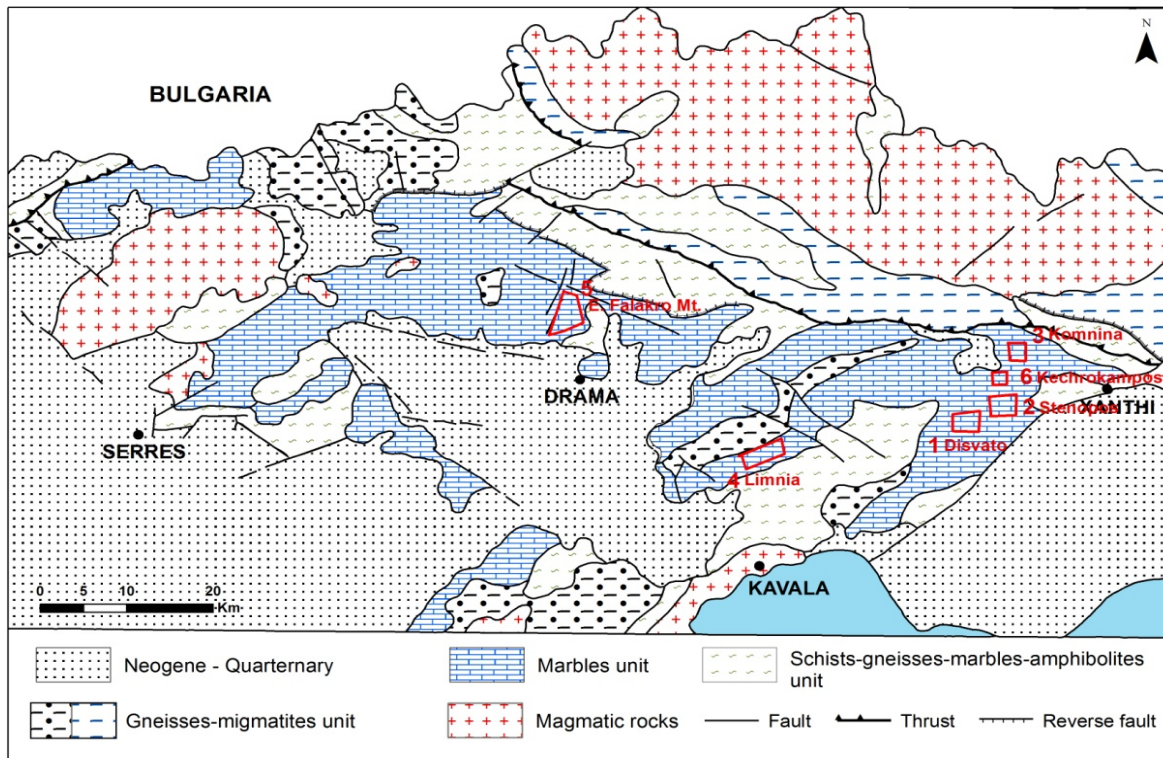 N
BULGARIA
5
E. Falakro Mt.
3 Komnina
6 Kechrokampos
DRAMA
XANTHI
2 Stenopos
SERRES
1 Disvato
4 Limnia
KAVALA
0 5 10 20
Km
Neogene - Quarternary
Marbles unit
Schists-gneisses-marbles-amphibolites
unit
Gneisses-migmatites unit
Magmatic rocks
Fault
Thrust
Reverse fault